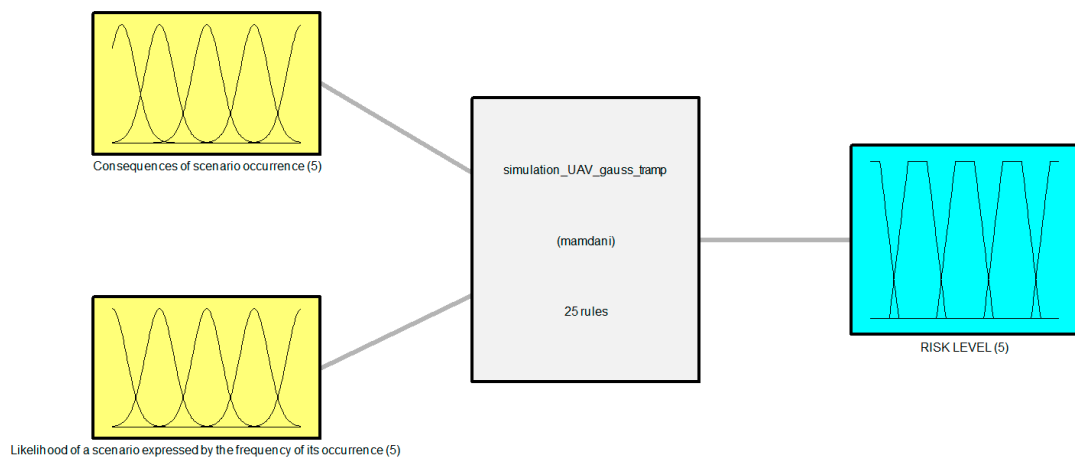 Consequences of scenario occurrence (5)
simulation_UAV_gauss_tramp
(mamdani)
25 rules
RISK LEVEL (5)
Likelihood of a scenario expressed by the frequency of its occurrence (5)